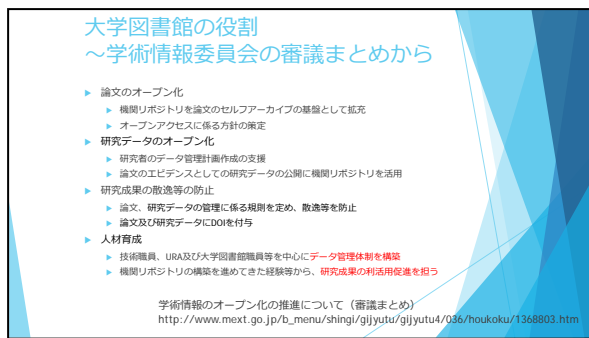 大学図書館の役割
～学術情報委員会の審議まとめから
論文のオープン化
機関リポジトリを論文のセルフアーカイブの基盤として拡充
オープンアクセスに係る方針の策定
研究データのオープン化
研究者のデータ管理計画作成の支援
論文のエビデンスとしての研究データの公開に機関リポジトリを活用
研究成果の散逸等の防止
論文、研究データの管理に係る規則を定め、散逸等を防止
論文及び研究データにDOIを付与
人材育成
技術職員、URA及び大学図書館職員等を中心にデータ管理体制を構築
機関リポジトリの構築を進めてきた経験等から、研究成果の利活用促進を担う
学術情報のオープン化の推進について（審議まとめ）
http://www.mext.go.jp/b_menu/shingi/gijyutu/gijyutu4/036/houkoku/1368803.htm